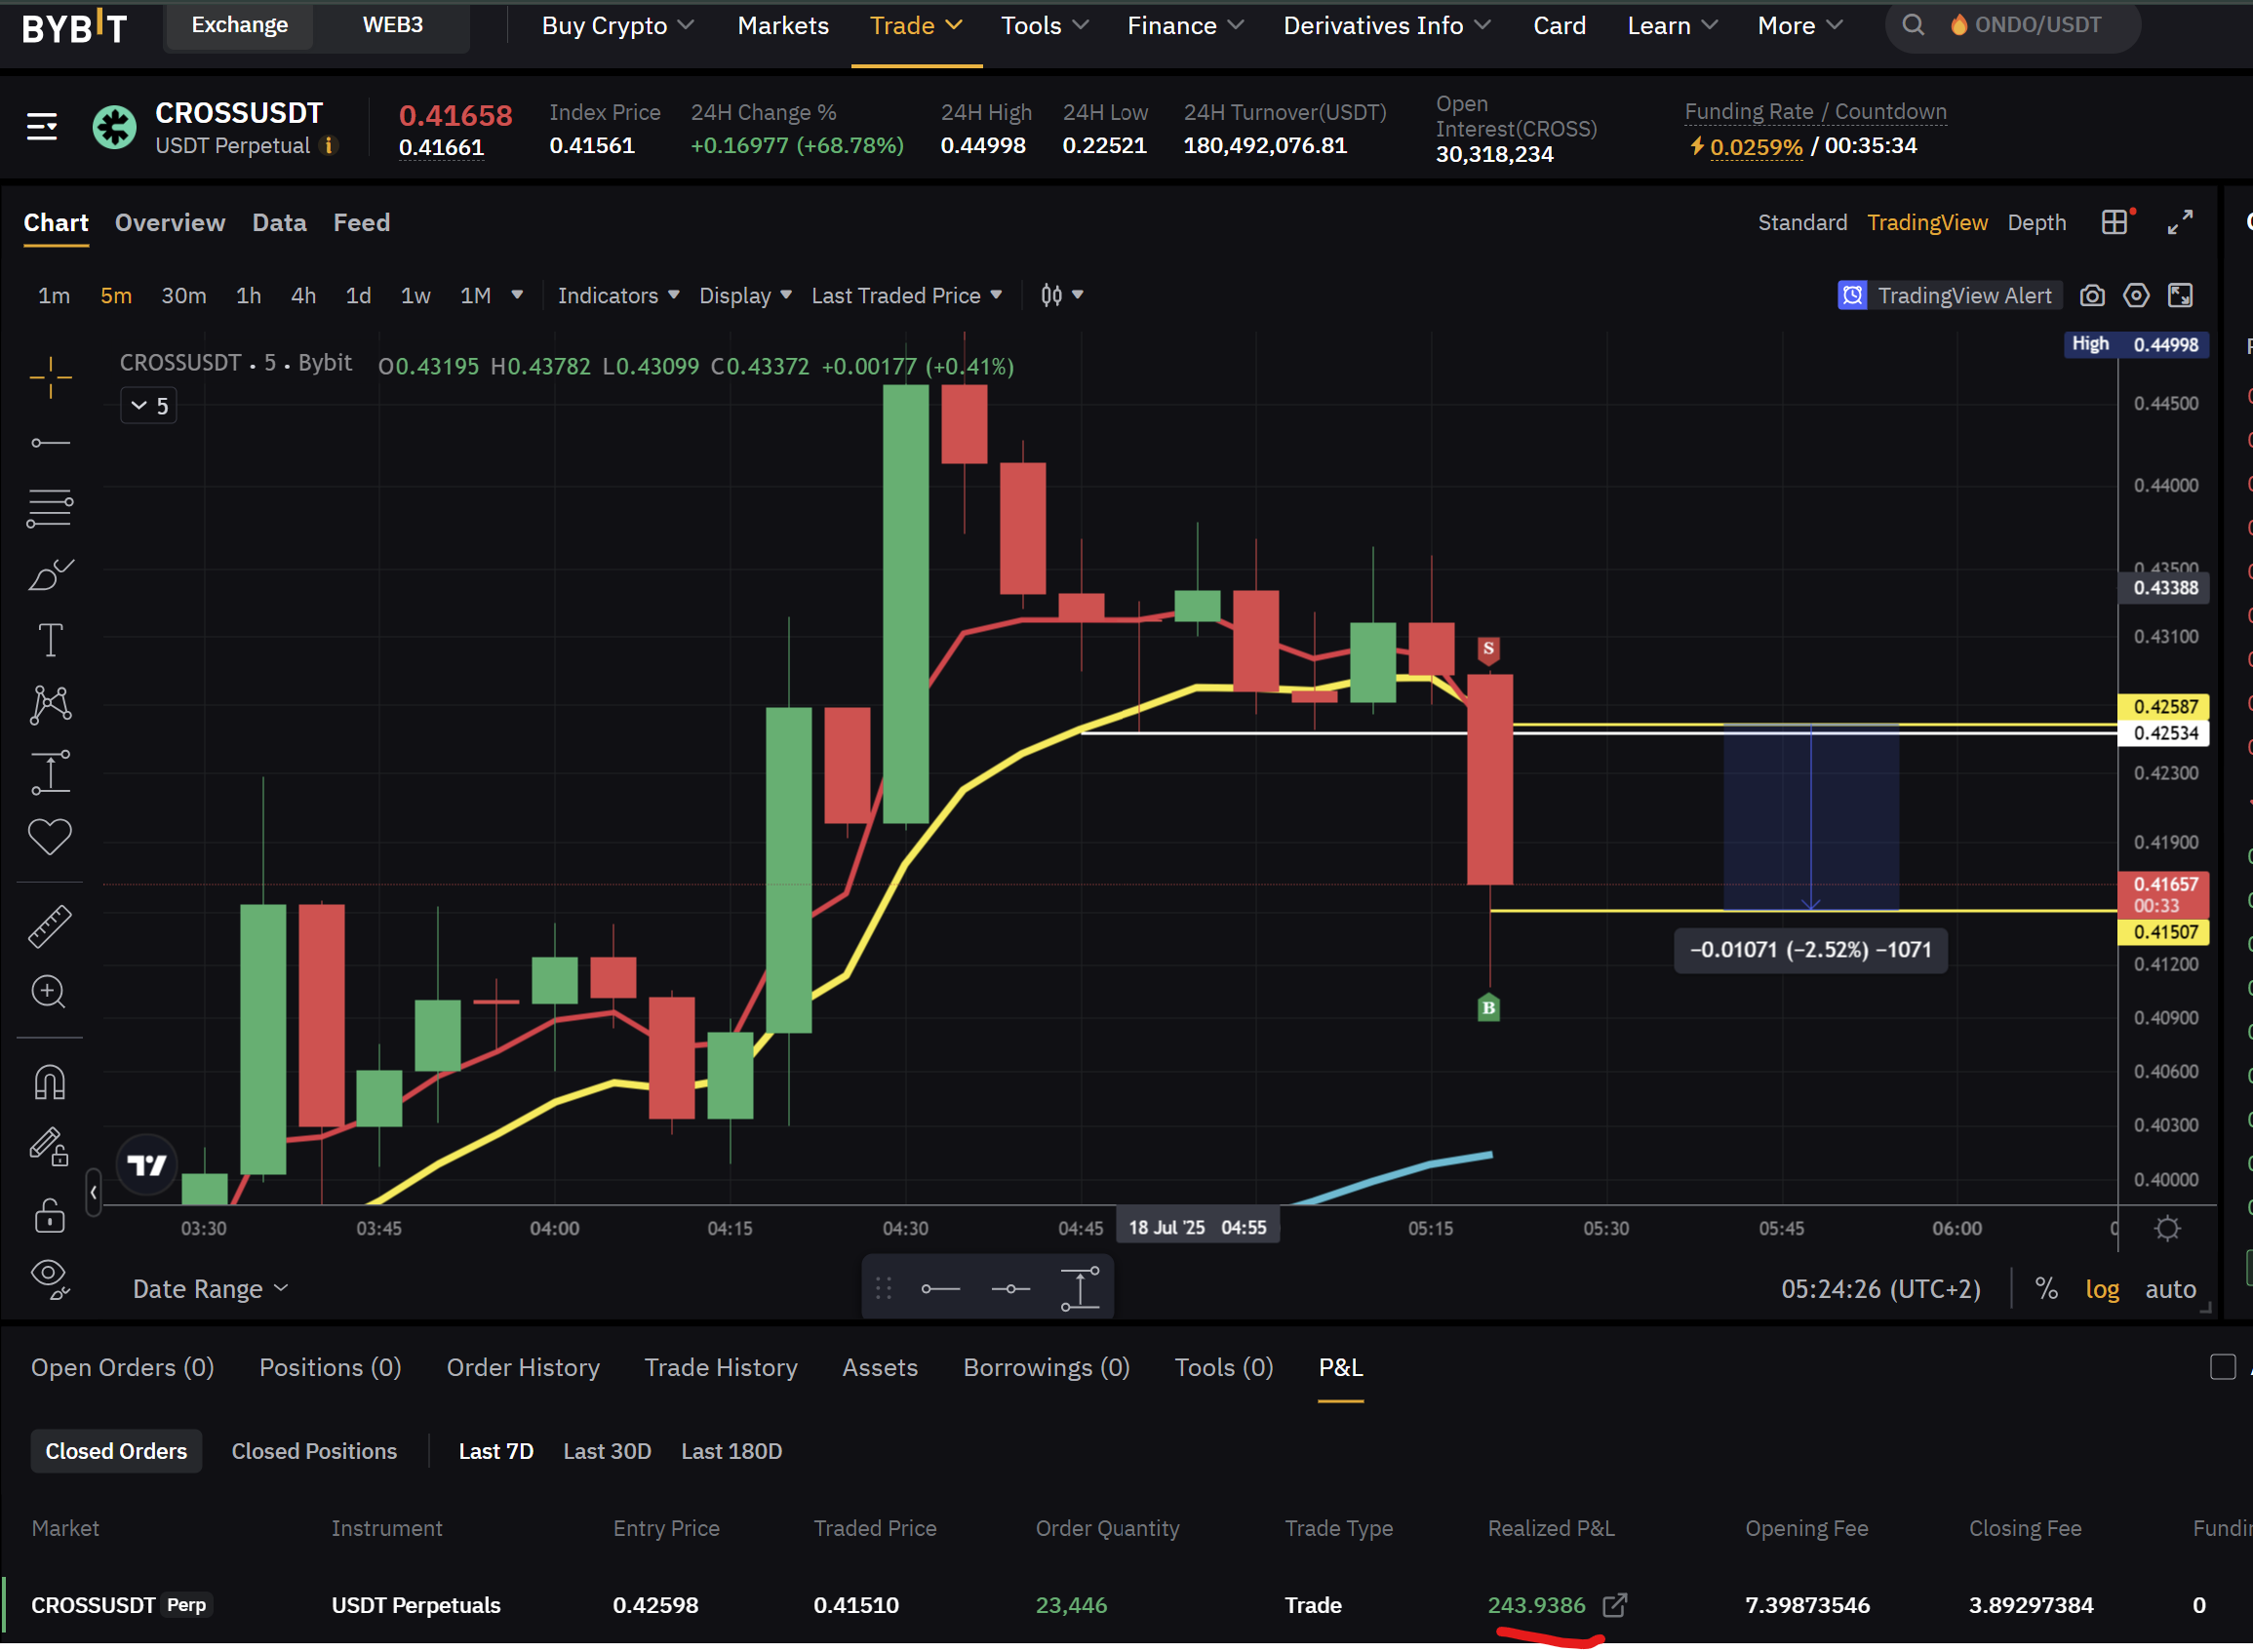 BYBIT Exchange WEB3 Buy Crypto Markets Trade Tools Finance Derivatives Info Card Learn More ONDO/USDT
CROSSUSDT
USDT Perpetual
0.41658
0.41661
Index Price
0.41561
24H Change %
+0.16977 (+68.78%)
24H High
0.44998
24H Low
0.22521
24H Turnover(USDT)
180,492,076.81
Open
Interest(CROSS)
30,318,234
Funding Rate / Countdown
0.0259% / 00:35:34
Chart Overview Data Feed Standard TradingView Depth
1m 5m 30m 1h 4h 1d 1w 1M Indicators Display Last Traded Price TradingView Alert
CROSSUSDT · 5 · Bybit O0.43195 H0.43782 L0.43099 C0.43372 +0.00177 (+0.41%)
5
High 0.44998
0.44500
0.44000
0.43500
0.43388
0.43100
S
0.42587
0.42534
0.42300
0.41900
0.41657
00:33
0.41507
−0.01071 (−2.52%) −1071
0.41200
B
0.40900
0.40600
0.40300
0.40000
03:30 03:45 04:00 04:15 04:30 04:45 18 Jul '25 04:55 05:15 05:30 05:45 06:00
Date Range 05:24:26 (UTC+2) % log auto
Open Orders (0) Positions (0) Order History Trade History Assets Borrowings (0) Tools (0) P&L
Closed Orders Closed Positions Last 7D Last 30D Last 180D
Market Instrument Entry Price Traded Price Order Quantity Trade Type Realized P&L Opening Fee Closing Fee
CROSSUSDT Perp USDT Perpetuals 0.42598 0.41510 23,446 Trade 243.9386 7.39873546 3.89297384 0